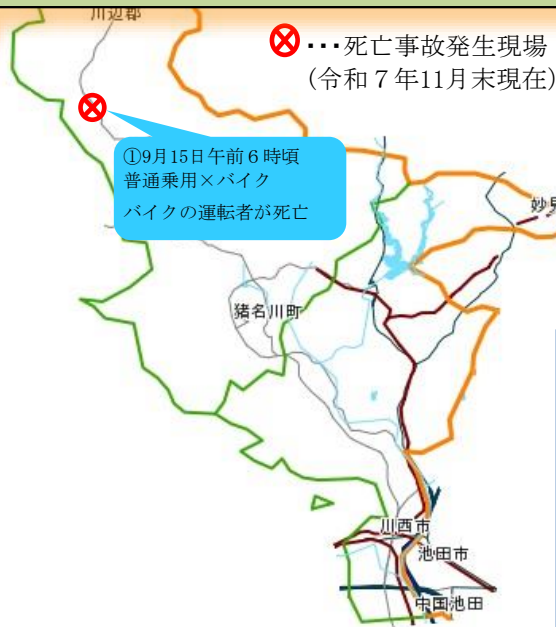 川辺郡
・・・死亡事故発生現場
(令和７年11月末現在)
①9月15日午前６時頃
普通乗用×バイク
バイクの運転者が死亡
妙見
猪名川町
川西市
池田市
中国池田